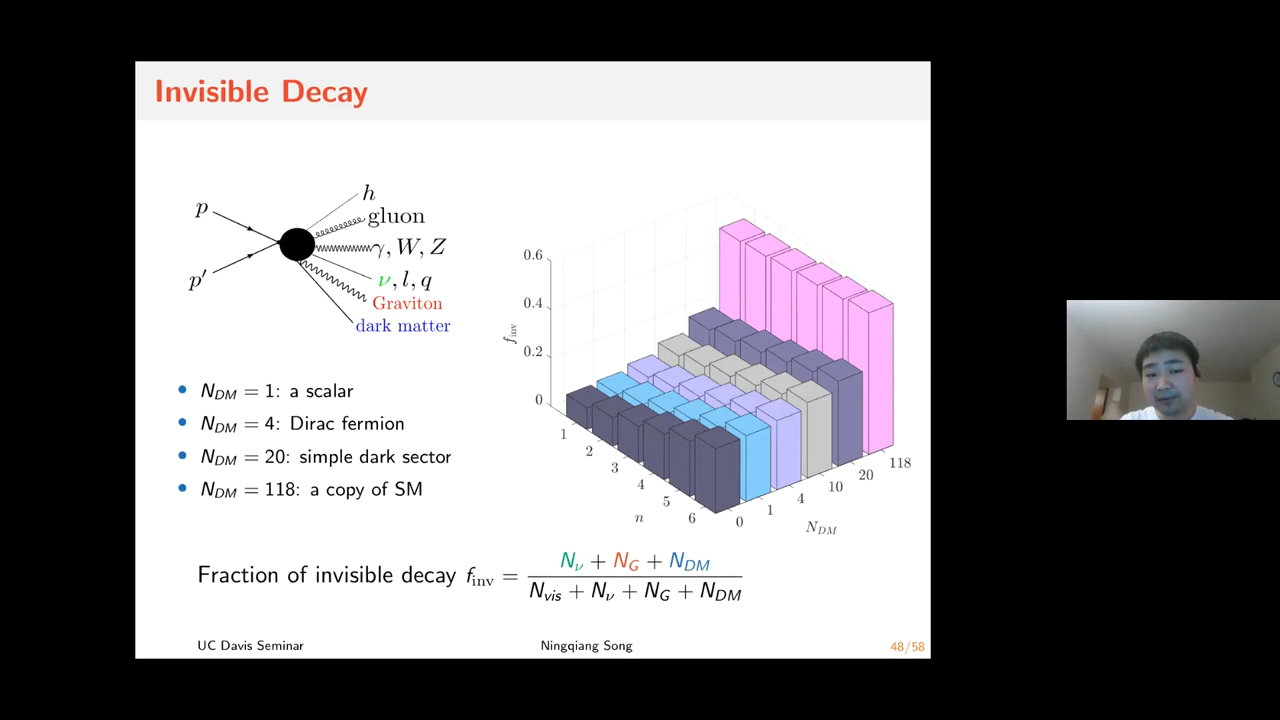 Invisible Decay
p
p′
h
gluon
γ, W, Z
ν, l, q
Graviton
dark matter
N_DM = 1: a scalar
N_DM = 4: Dirac fermion
N_DM = 20: simple dark sector
N_DM = 118: a copy of SM
0.6
0.4
0.2
0
f_inv
1
2
3
4
5
6
n
0
1
4
10
20
118
N_DM
Fraction of invisible decay f_inv = (N_ν + N_G + N_DM) / (N_vis + N_ν + N_G + N_DM)
UC Davis Seminar
Ningqiang Song
48/58